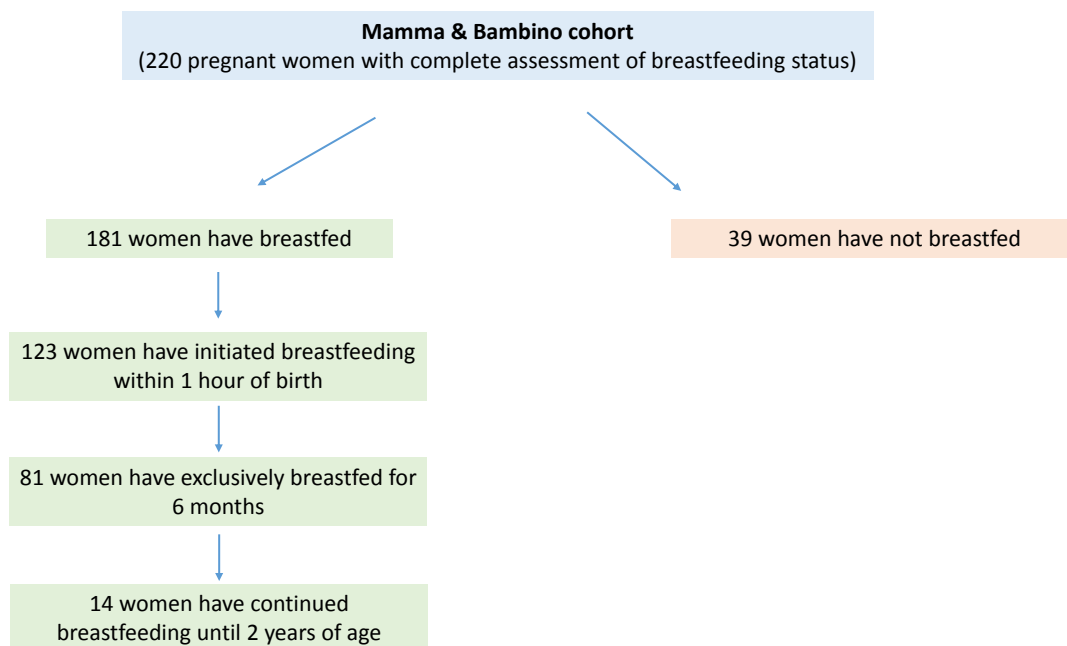 Mamma & Bambino cohort
(220 pregnant women with complete assessment of breastfeeding status)
181 women have breastfed
39 women have not breastfed
123 women have initiated breastfeeding
within 1 hour of birth
81 women have exclusively breastfed for
6 months
14 women have continued
breastfeeding until 2 years of age